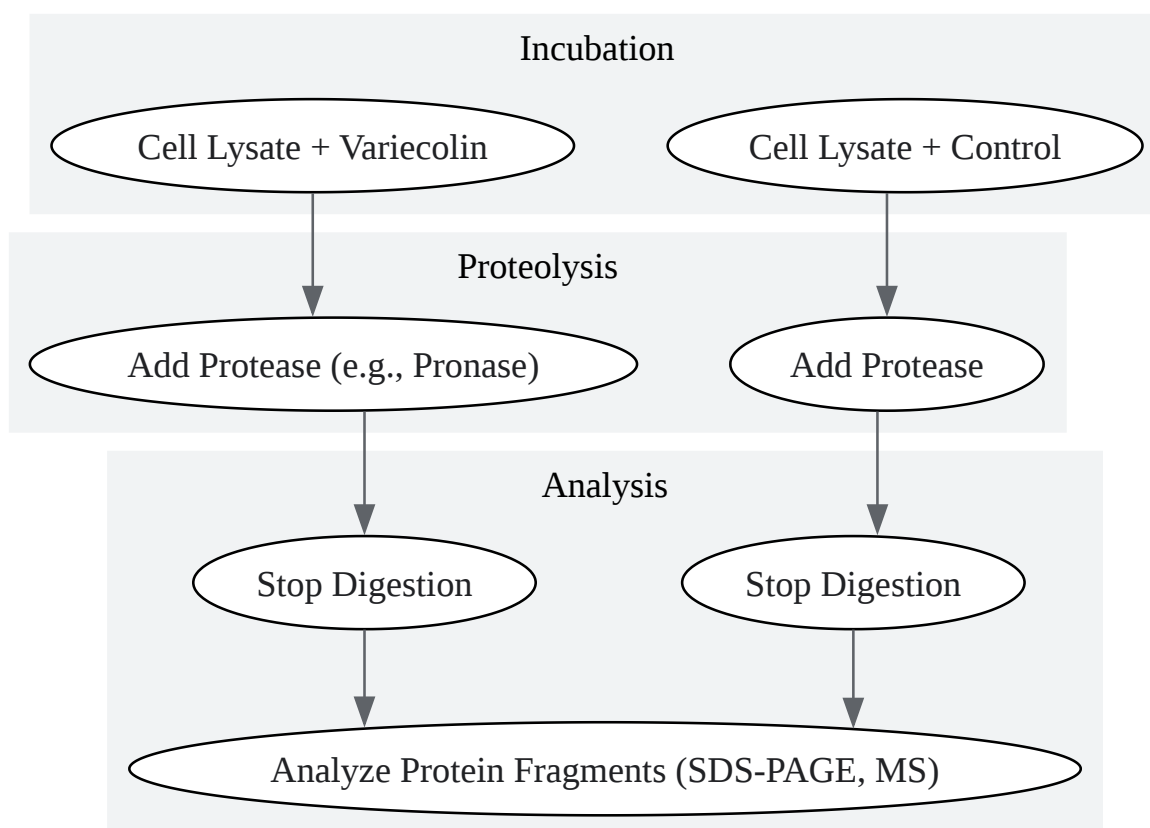 Incubation
Cell Lysate + Variecolin
Cell Lysate + Control
Proteolysis
Add Protease (e.g., Pronase)
Add Protease
Analysis
Stop Digestion
Stop Digestion
Analyze Protein Fragments (SDS-PAGE, MS)